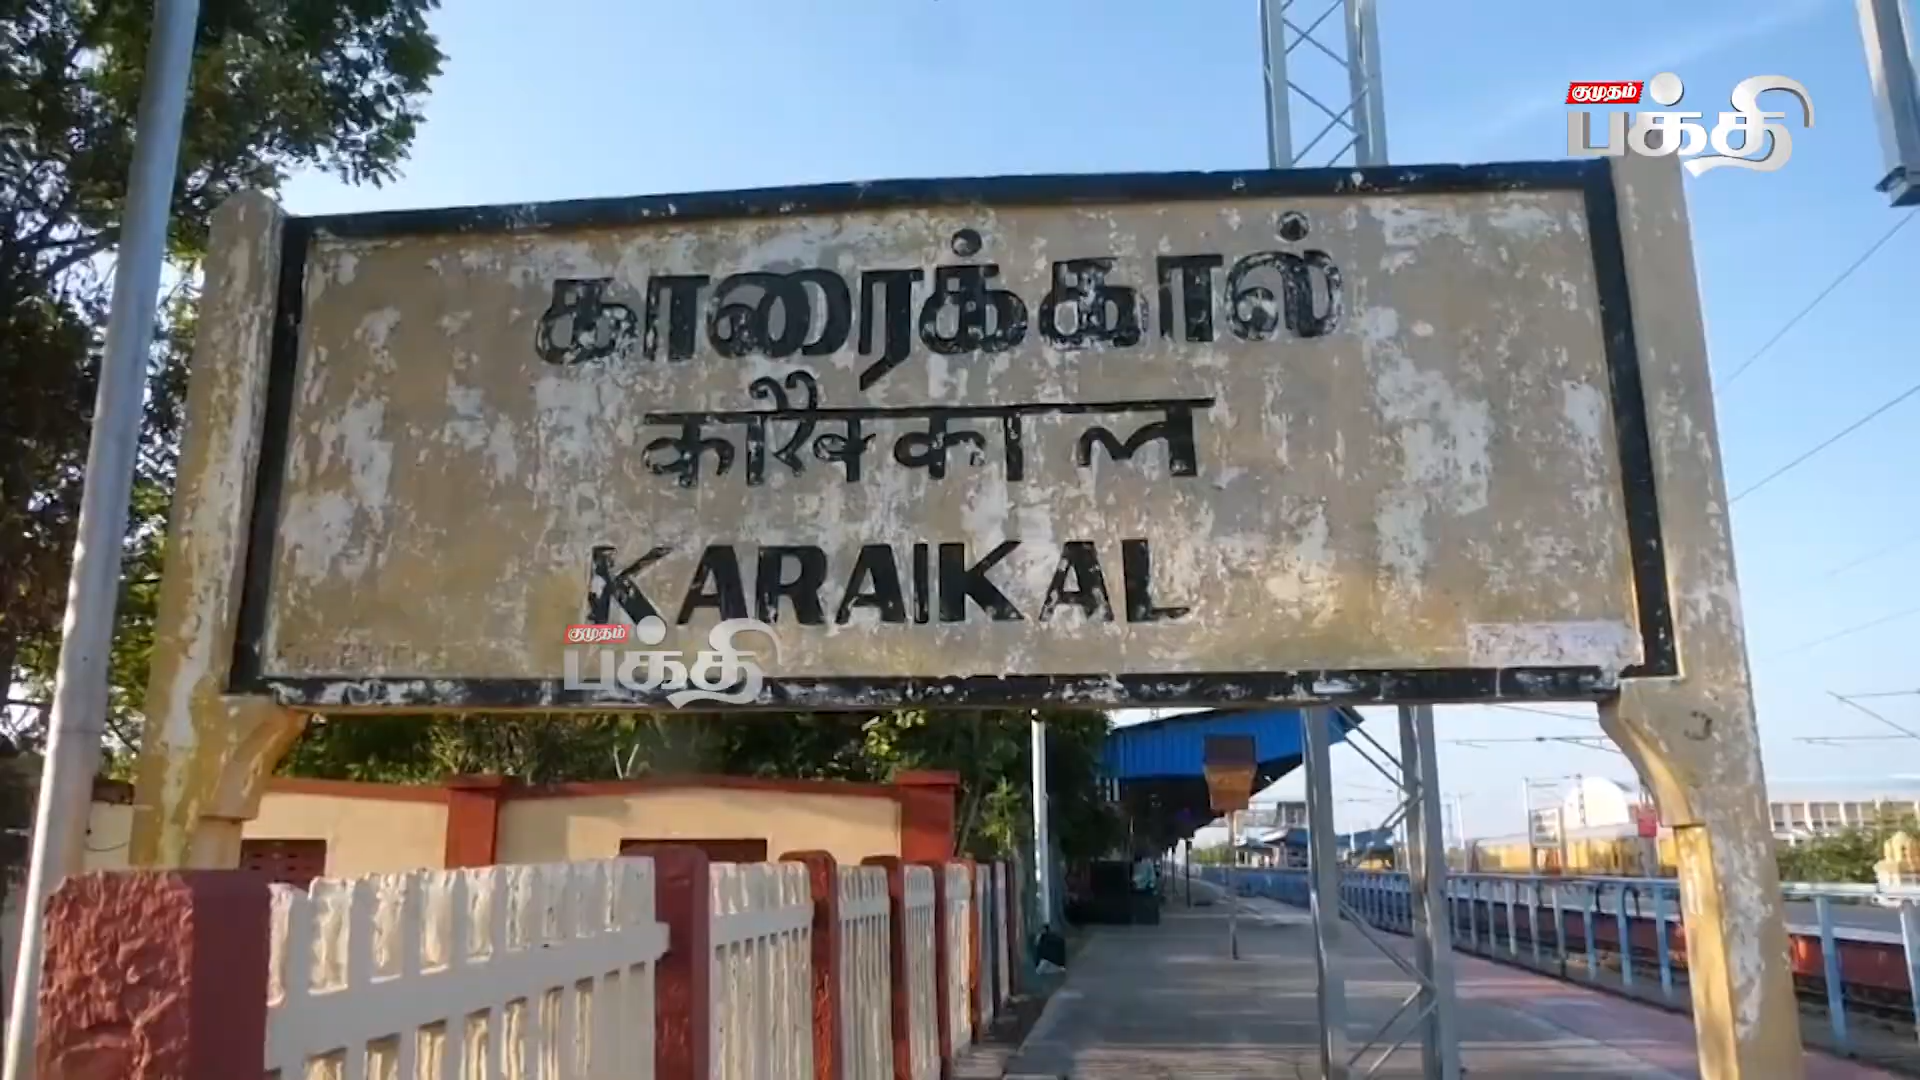 குமுதம்
பக்தி
காரைக்கால்
कारैकाल
KARAIKAL
குமுதம்
பக்தி